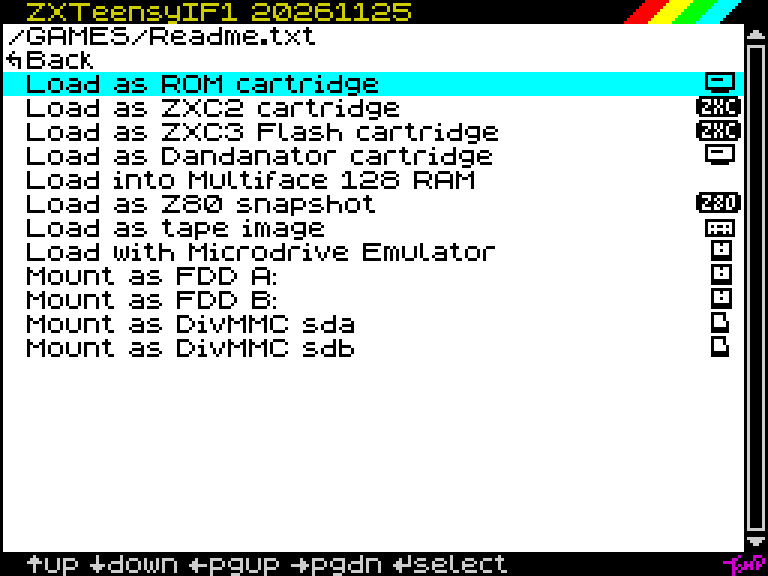 ZXTeensyIF1 20261125
/GAMES/Readme.txt
↰Back
Load as ROM cartridge
Load as ZXC2 cartridge ZXC
Load as ZXC3 Flash cartridge ZXC
Load as Dandanator cartridge
Load into Multiface 128 RAM
Load as Z80 snapshot Z80
Load as tape image
Load with Microdrive Emulator
Mount as FDD A:
Mount as FDD B:
Mount as DivMMC sda
Mount as DivMMC sdb
↑up ↓down ←pgup →pgdn ↵select